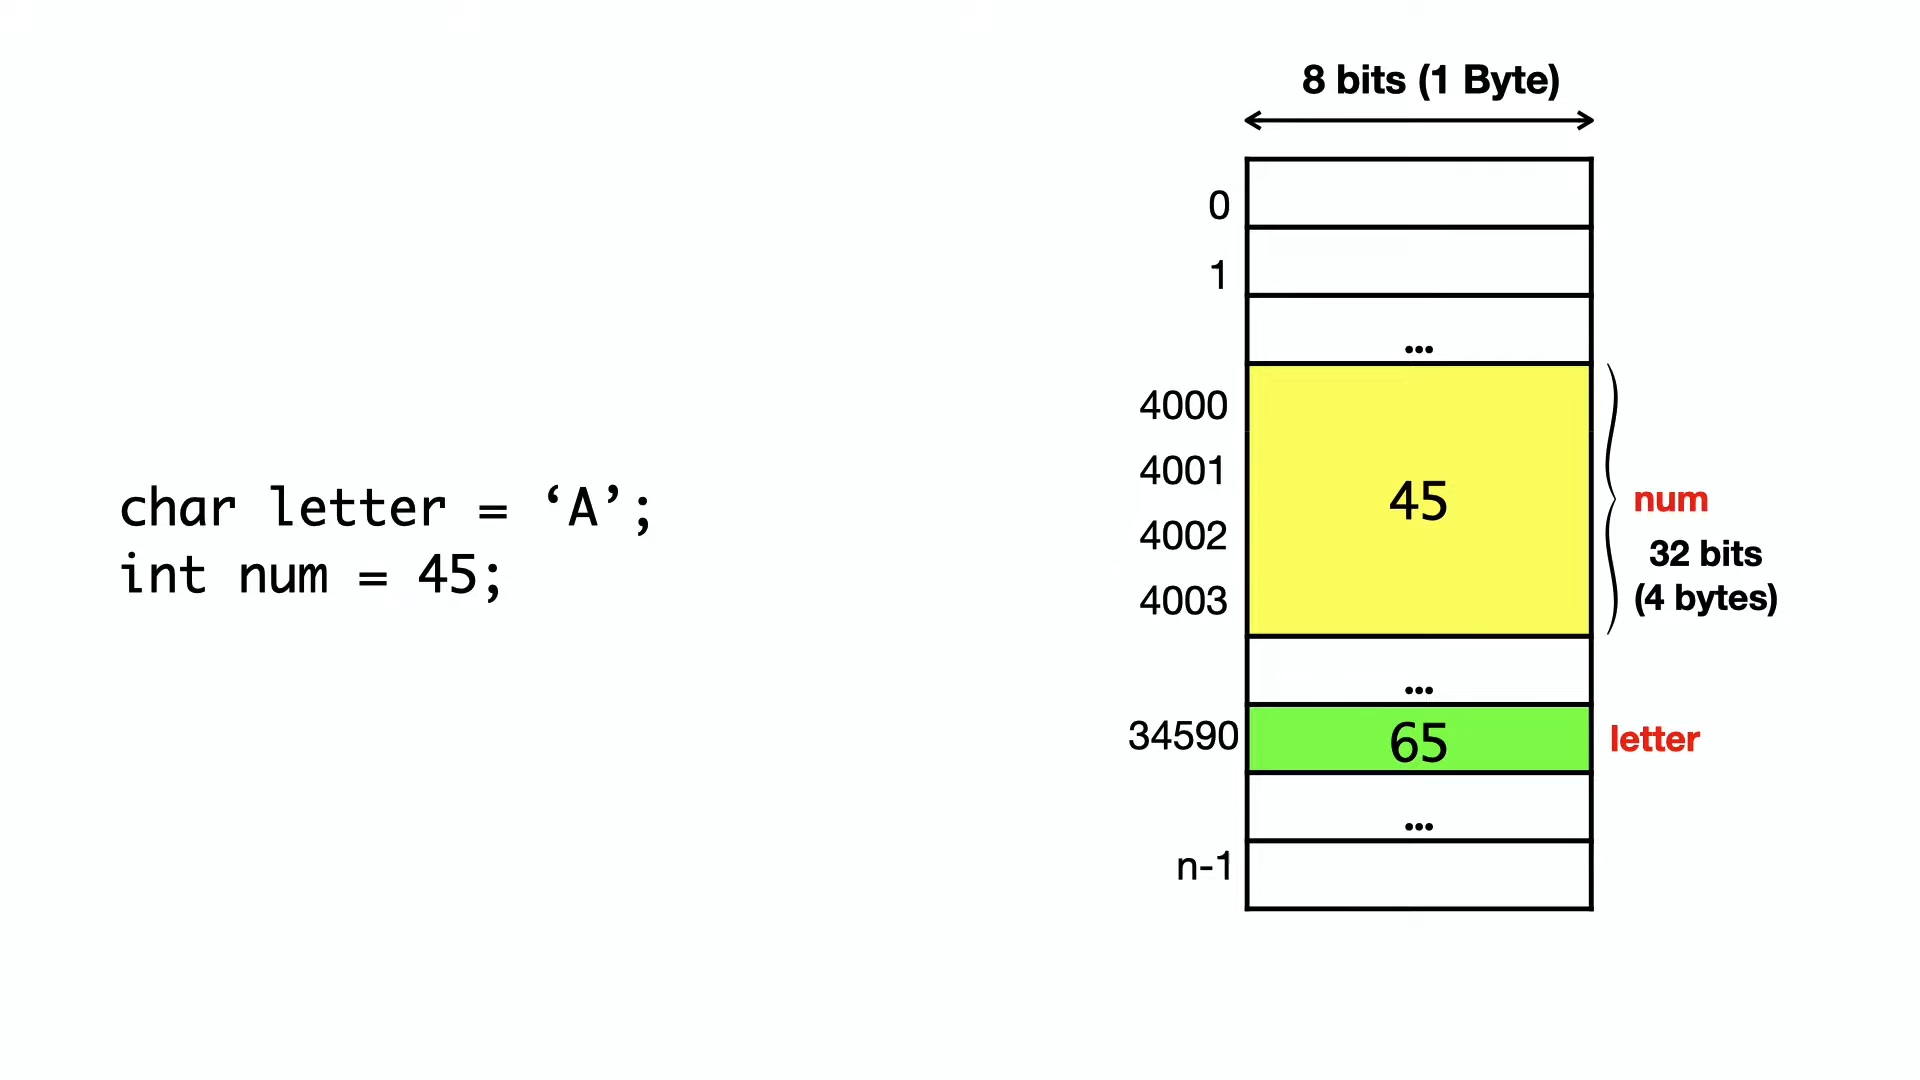 char letter = ‘A’;
int num = 45;
8 bits (1 Byte)
0
1
...
4000
4001
45
4002
4003
num
32 bits
(4 bytes)
...
34590 65 letter
...
n-1